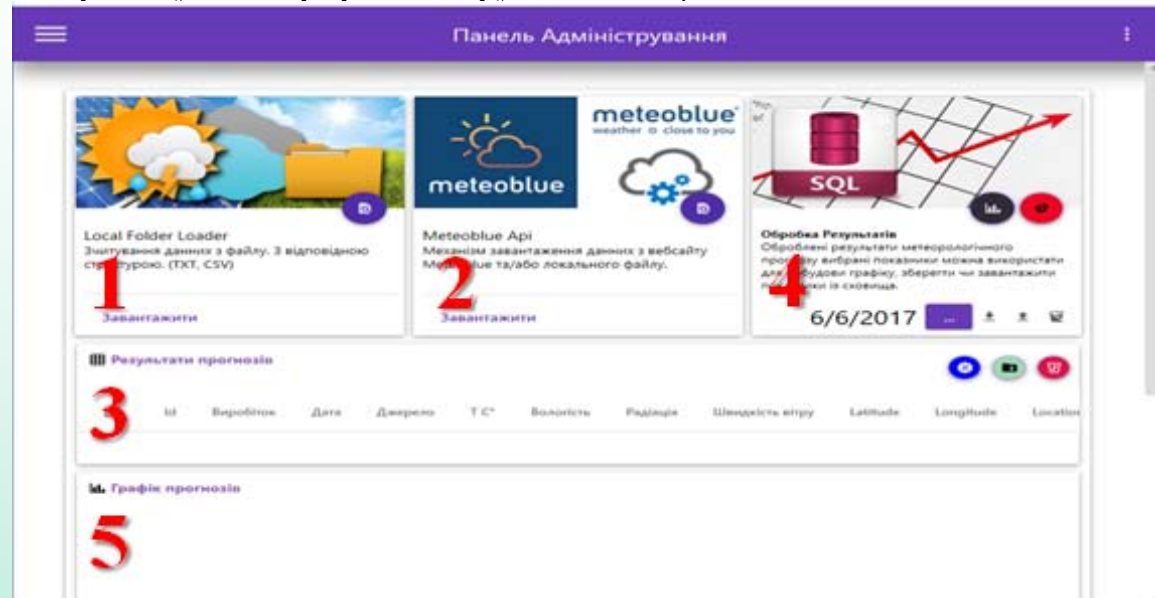 Панель Адміністрування
meteoblue
meteoblue
weather close to you
SQL
Local Folder Loader
Зчитування данних з файлу. З відповідною
структурою. (TXT, CSV)
1
Завантажити
Meteoblue Api
Механізм завантаження данних з вебсайту
Meteoblue та/або локального файлу.
2
Завантажити
Обробка Результатів
Оброблені результати метеорологічного
прогнозу вибрані показники можна використати
для побудови графіку, зберегти чи завантажити
із сховища.
4
6/6/2017 ...
Результати прогнозів
3
Id Виробіток Дата Джерело T C° Вологість Радіація Швидкість вітру Latitude Longitude Location
Графік прогнозів
5